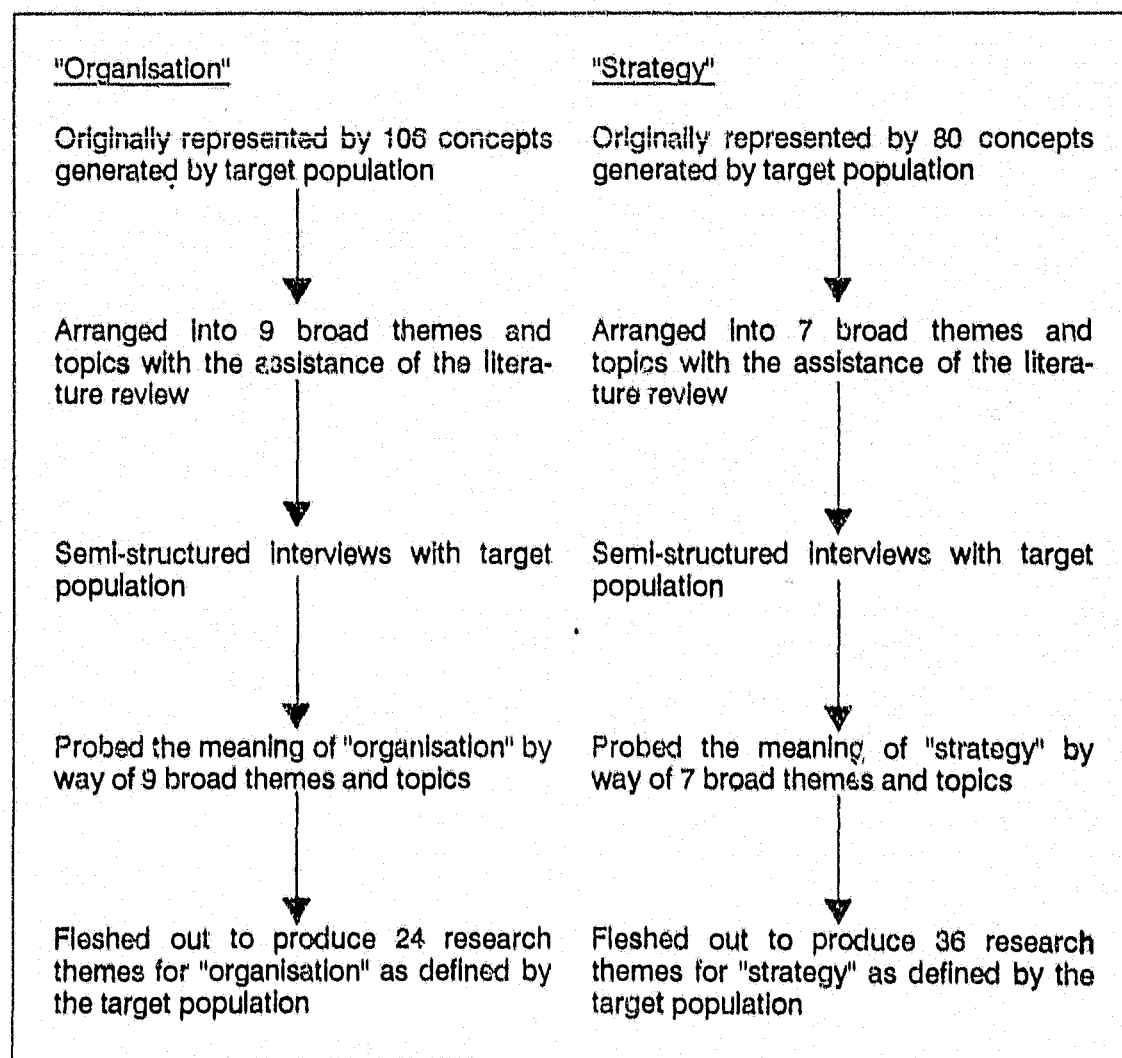 "Organisation"
Originally represented by 106 concepts
generated by target population
Arranged into 9 broad themes and
topics with the assistance of the litera-
ture review
Semi-structured interviews with target
population
Probed the meaning of "organisation" by
way of 9 broad themes and topics
Fleshed out to produce 24 research
themes for "organisation" as defined by
the target population
"Strategy"
Originally represented by 80 concepts
generated by target population
Arranged into 7 broad themes and
topics with the assistance of the litera-
ture review
Semi-structured interviews with target
population
Probed the meaning of "strategy" by
way of 7 broad themes and topics
Fleshed out to produce 36 research
themes for "strategy" as defined by the
target population